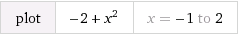 plot | −2 + x² | x = −1 to 2